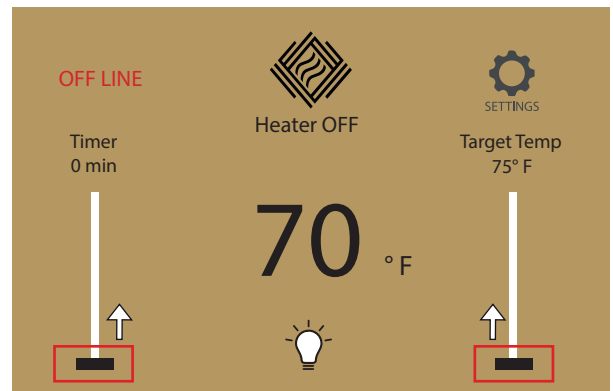 OFF LINE
Heater OFF
SETTINGS
Timer
0 min
Target Temp
75° F
70 ° F